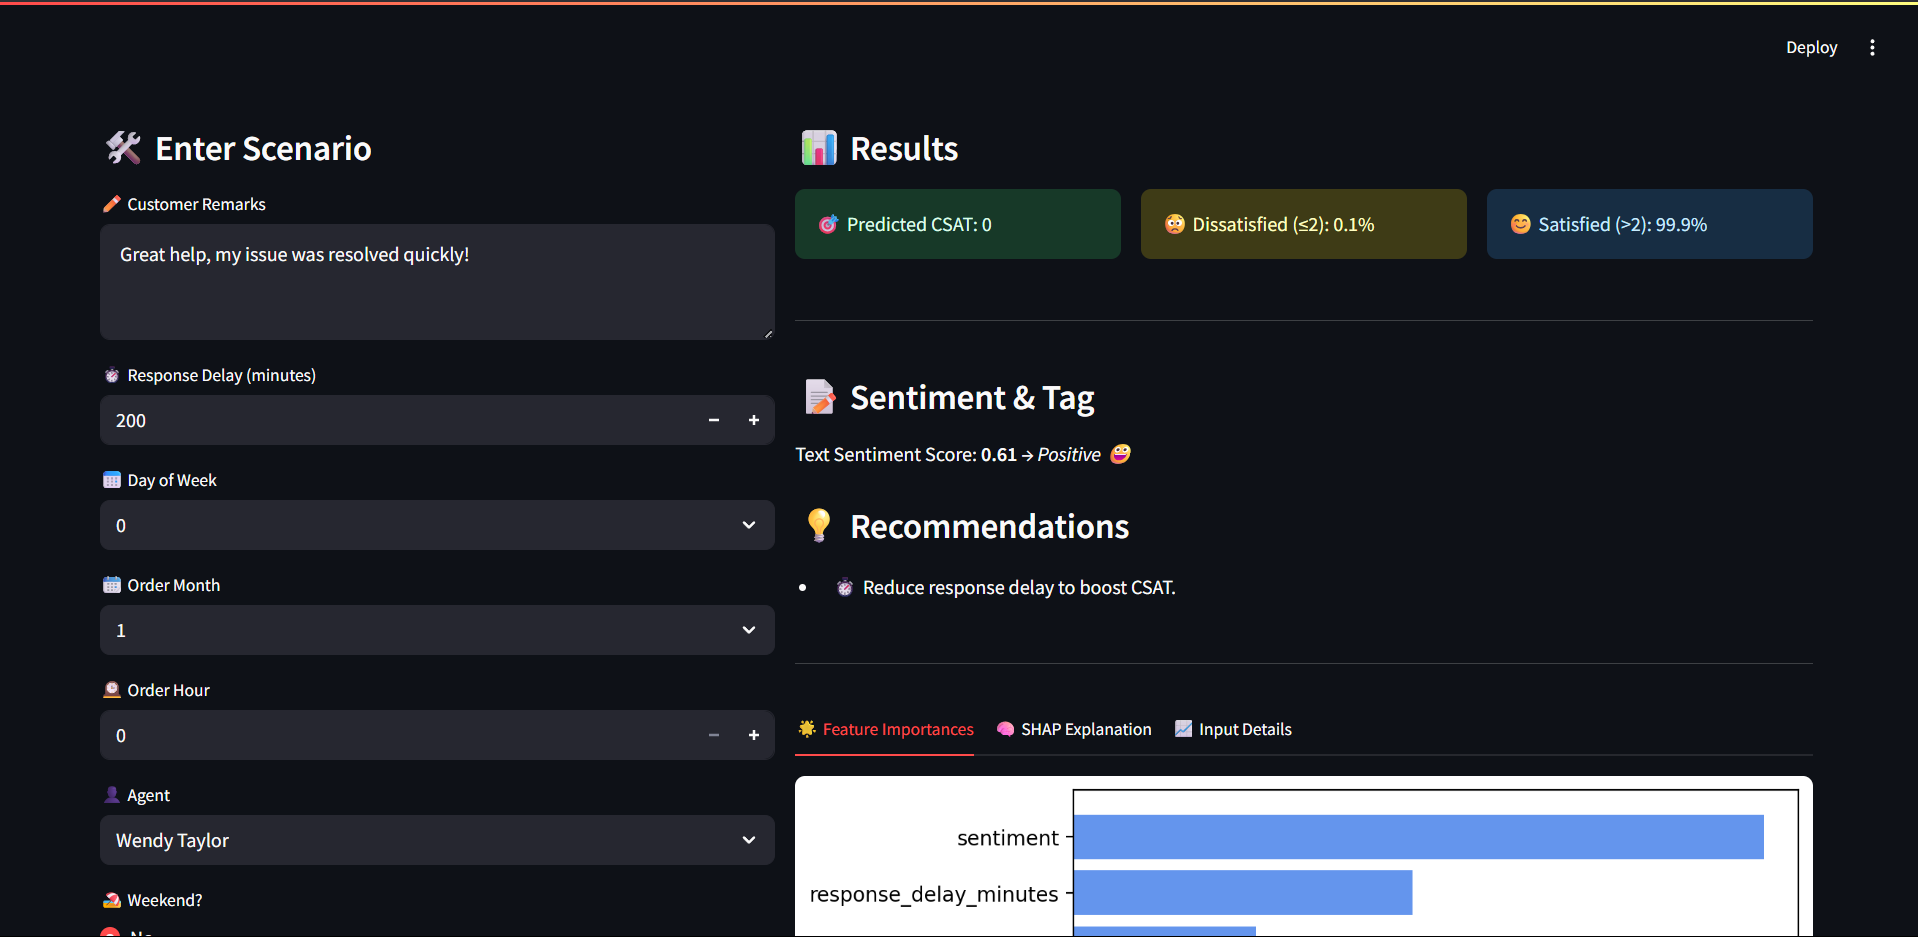 Deploy
Enter Scenario
Customer Remarks
Great help, my issue was resolved quickly!
Response Delay (minutes)
200
Day of Week
0
Order Month
1
Order Hour
0
Agent
Wendy Taylor
Weekend?
No
Results
Predicted CSAT: 0
Dissatisfied (≤2): 0.1%
Satisfied (>2): 99.9%
Sentiment & Tag
Text Sentiment Score: 0.61 → Positive
Recommendations
Reduce response delay to boost CSAT.
Feature Importances
SHAP Explanation
Input Details
sentiment
response_delay_minutes